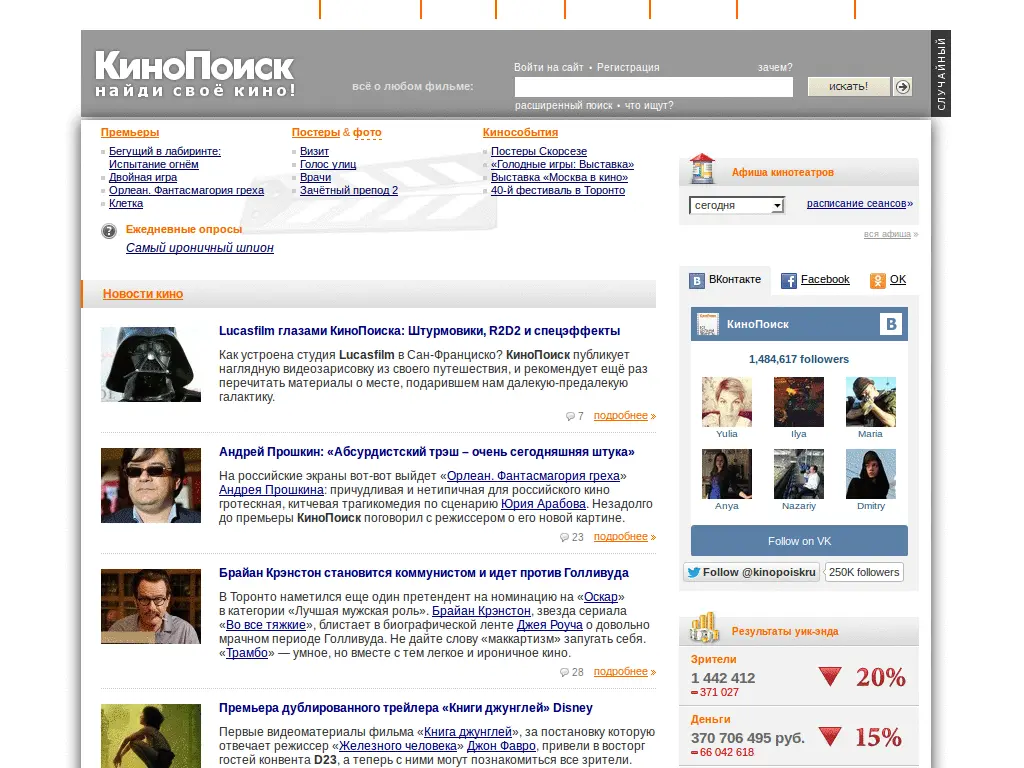 КиноПоиск
найди своё кино!
всё о любом фильме:
Войти на сайт • Регистрация
зачем?
искать!
расширенный поиск • что ищут?
СЛУЧАЙНЫЙ
Премьеры
Бегущий в лабиринте:
Испытание огнём
Двойная игра
Орлеан. Фантасмагория греха
Клетка
Постеры & фото
Визит
Голос улиц
Врачи
Зачётный препод 2
Кинособытия
Постеры Скорсезе
«Голодные игры: Выставка»
Выставка «Москва в кино»
40-й фестиваль в Торонто
Ежедневные опросы
Самый ироничный шпион
Афиша кинотеатров
сегодня
расписание сеансов»
вся афиша »
Новости кино
Lucasfilm глазами КиноПоиска: Штурмовики, R2D2 и спецэффекты
Как устроена студия Lucasfilm в Сан-Франциско? КиноПоиск публикует
наглядную видеозарисовку из своего путешествия, и рекомендует ещё раз
перечитать материалы о месте, подарившем нам далекую-предалекую
галактику.
7 подробнее »
Андрей Прошкин: «Абсурдистский трэш – очень сегодняшняя штука»
На российские экраны вот-вот выйдет «Орлеан. Фантасмагория греха»
Андрея Прошкина: причудливая и нетипичная для российского кино
гротескная, китчевая трагикомедия по сценарию Юрия Арабова. Незадолго
до премьеры КиноПоиск поговорил с режиссером о его новой картине.
23 подробнее »
Брайан Крэнстон становится коммунистом и идет против Голливуда
В Торонто наметился еще один претендент на номинацию на «Оскар»
в категории «Лучшая мужская роль». Брайан Крэнстон, звезда сериала
«Во все тяжкие», блистает в биографической ленте Джея Роуча о довольно
мрачном периоде Голливуда. Не дайте слову «маккартизм» запугать себя.
«Трамбо» — умное, но вместе с тем легкое и ироничное кино.
28 подробнее »
Премьера дублированного трейлера «Книги джунглей» Disney
Первые видеоматериалы фильма «Книга джунглей», за постановку которую
отвечает режиссер «Железного человека» Джон Фавро, привели в восторг
гостей конвента D23, а теперь с ними могут познакомиться все зрители.
ВКонтакте
Facebook
OK
КиноПоиск
1,484,617 followers
Yulia
Ilya
Maria
Anya
Nazariy
Dmitry
Follow on VK
Follow @kinopoiskru
250K followers
Результаты уик-энда
Зрители
1 442 412
371 027
20%
Деньги
370 706 495 руб.
66 042 618
15%